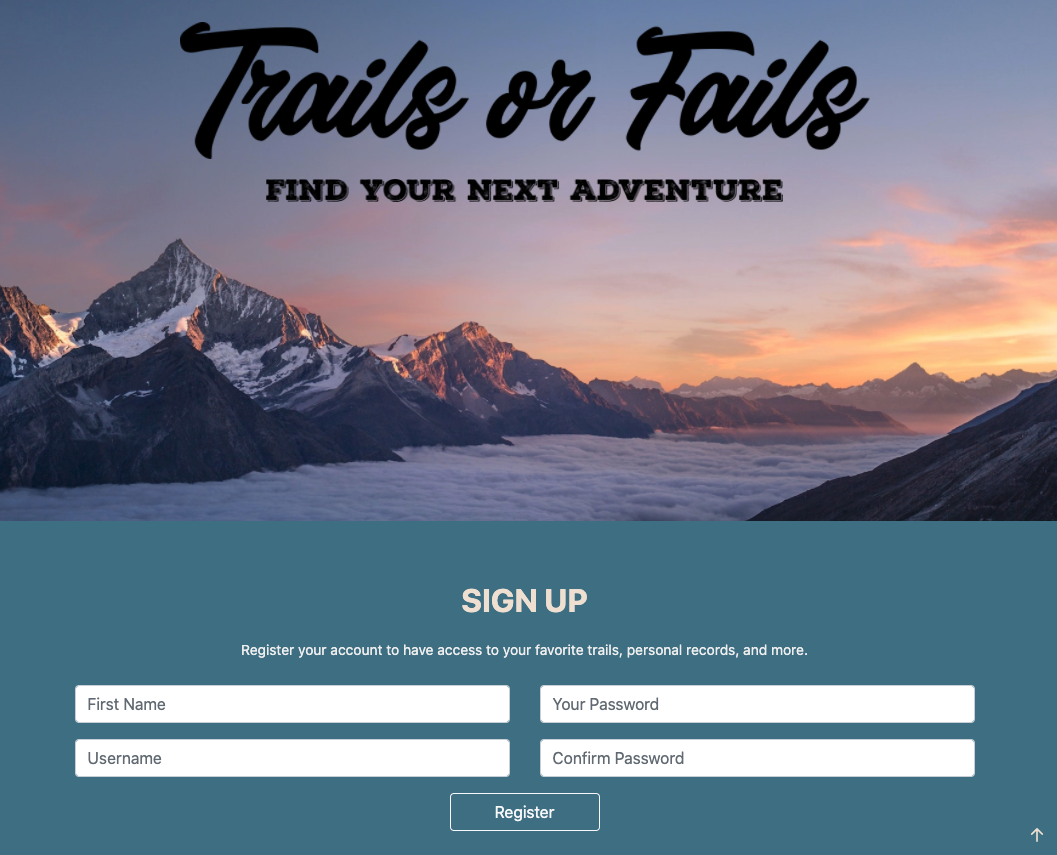 Trails or Fails
FIND YOUR NEXT ADVENTURE
SIGN UP
Register your account to have access to your favorite trails, personal records, and more.
First Name
Your Password
Username
Confirm Password
Register